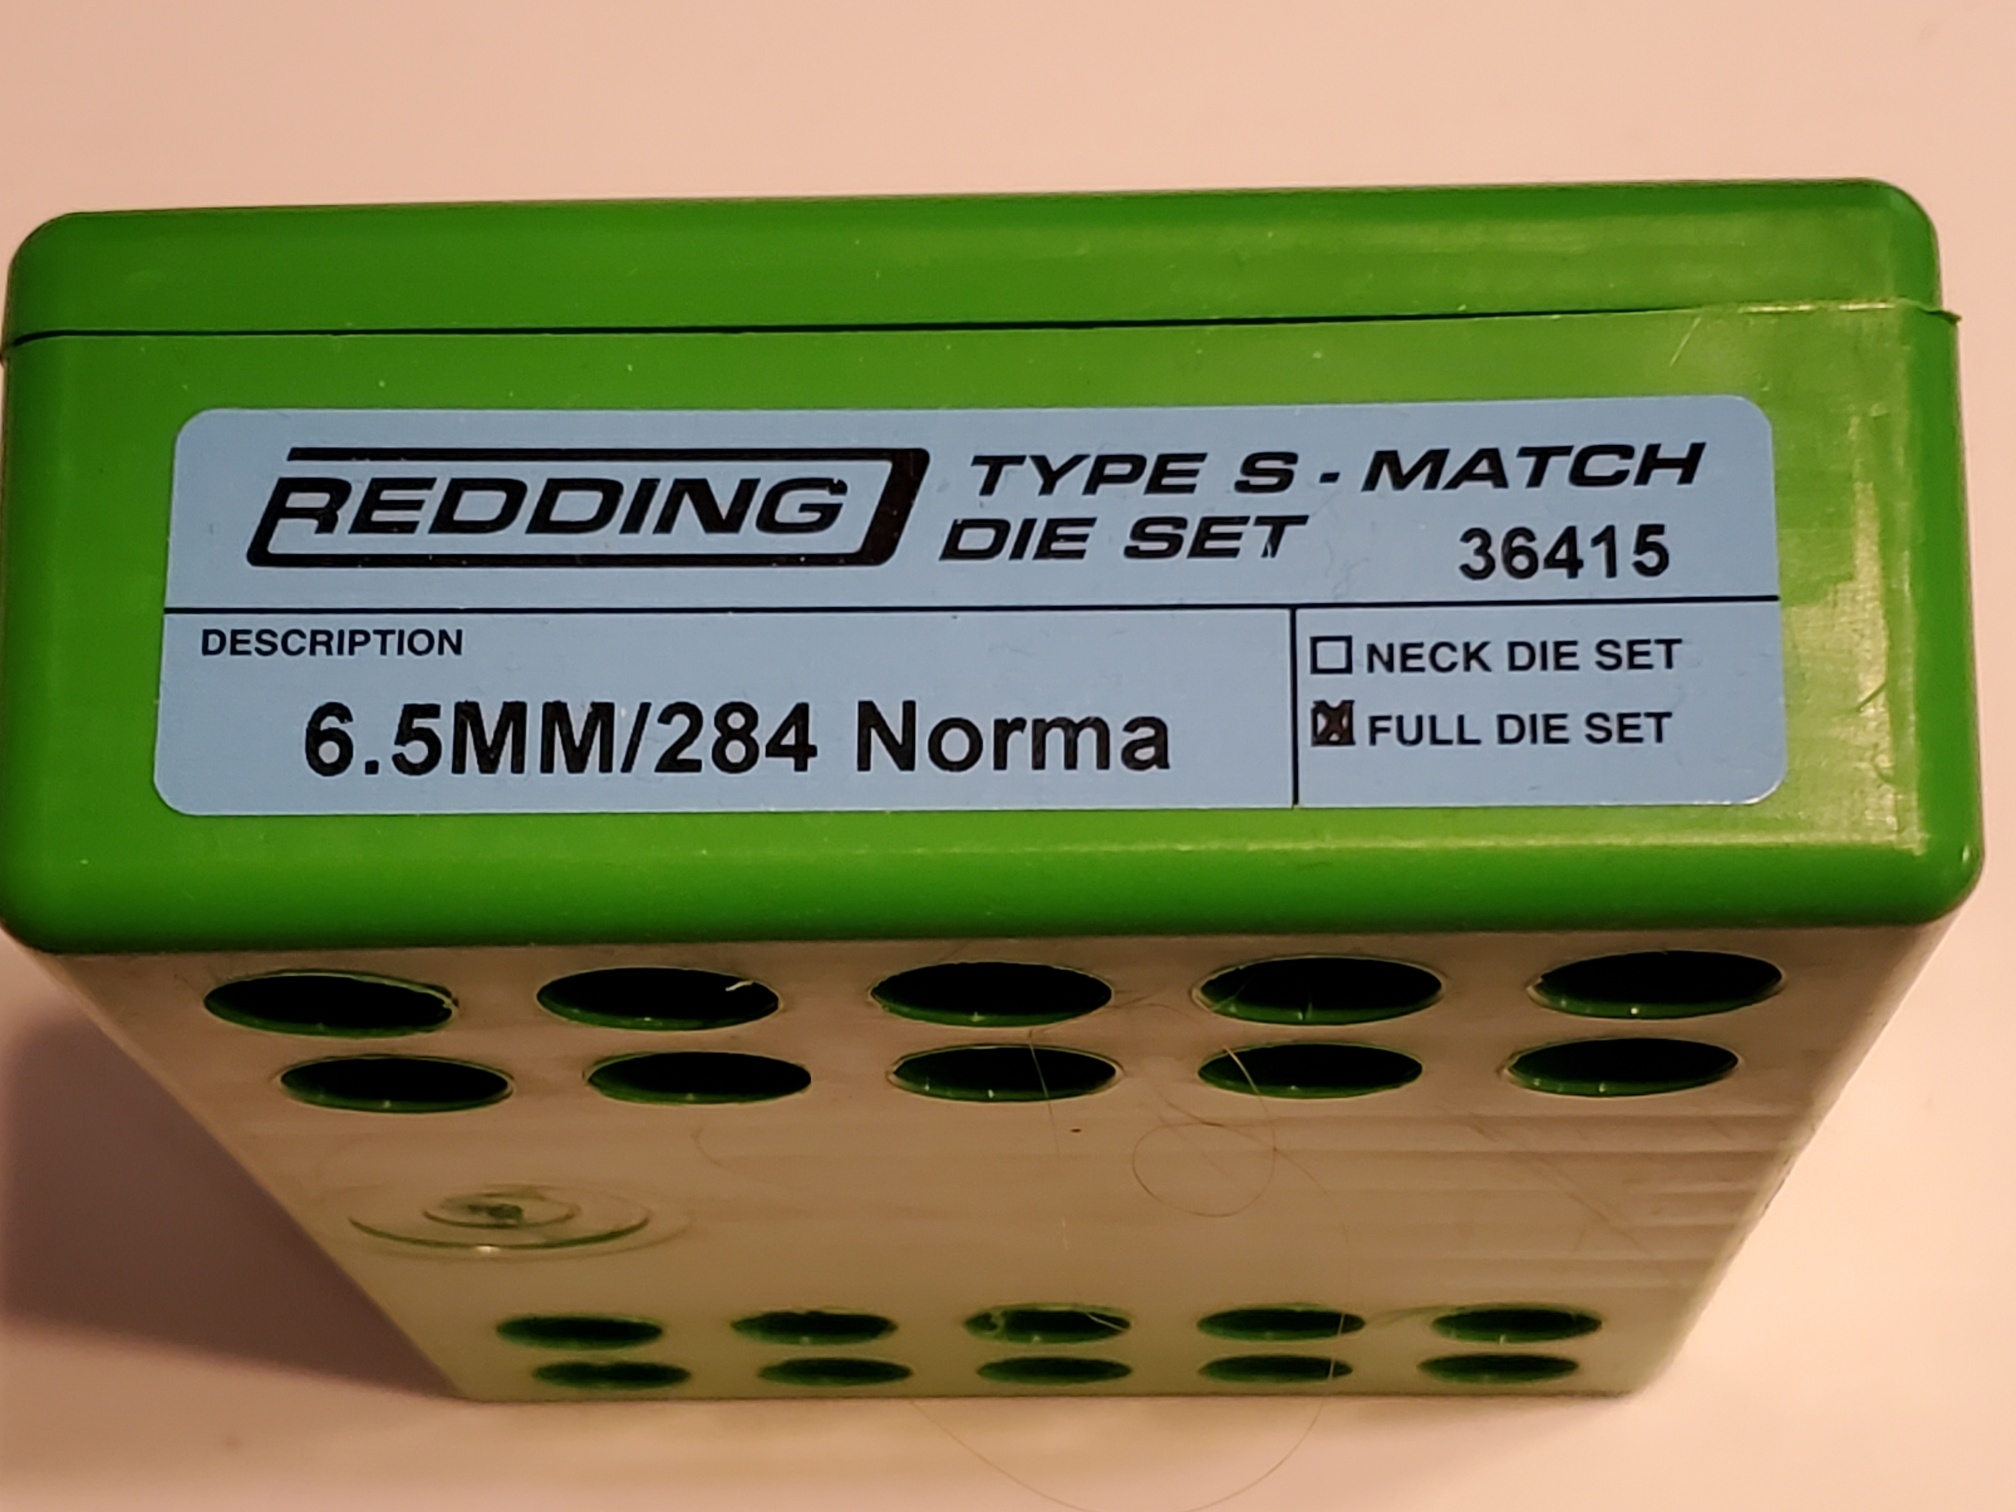 REDDING TYPE S - MATCH
DIE SET 36415
DESCRIPTION
6.5MM/284 Norma
NECK DIE SET
FULL DIE SET